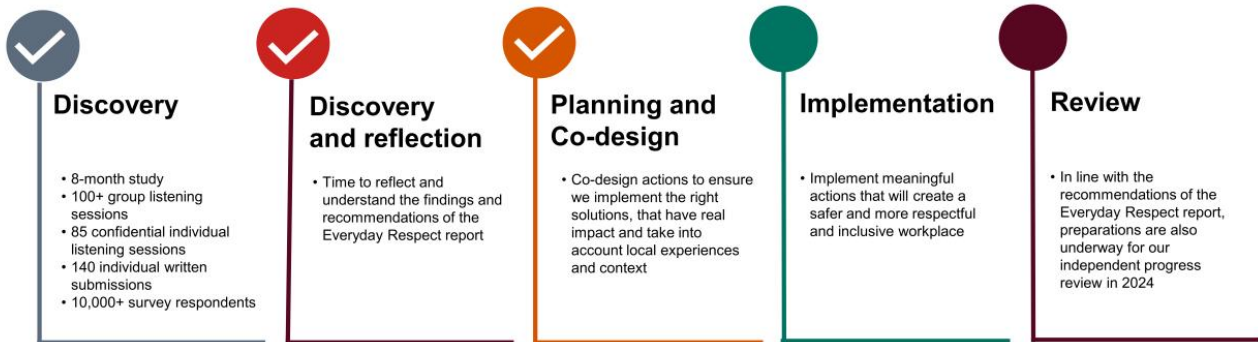 Discovery
• 8-month study
• 100+ group listening
sessions
• 85 confidential individual
listening sessions
• 140 individual written
submissions
• 10,000+ survey respondents
Discovery
and reflection
• Time to reflect and
understand the findings and
recommendations of the
Everyday Respect report
Planning and
Co-design
• Co-design actions to ensure
we implement the right
solutions, that have real
impact and take into
account local experiences
and context
Implementation
• Implement meaningful
actions that will create a
safer and more respectful
and inclusive workplace
Review
• In line with the
recommendations of the
Everyday Respect report,
preparations are also
underway for our
independent progress
review in 2024